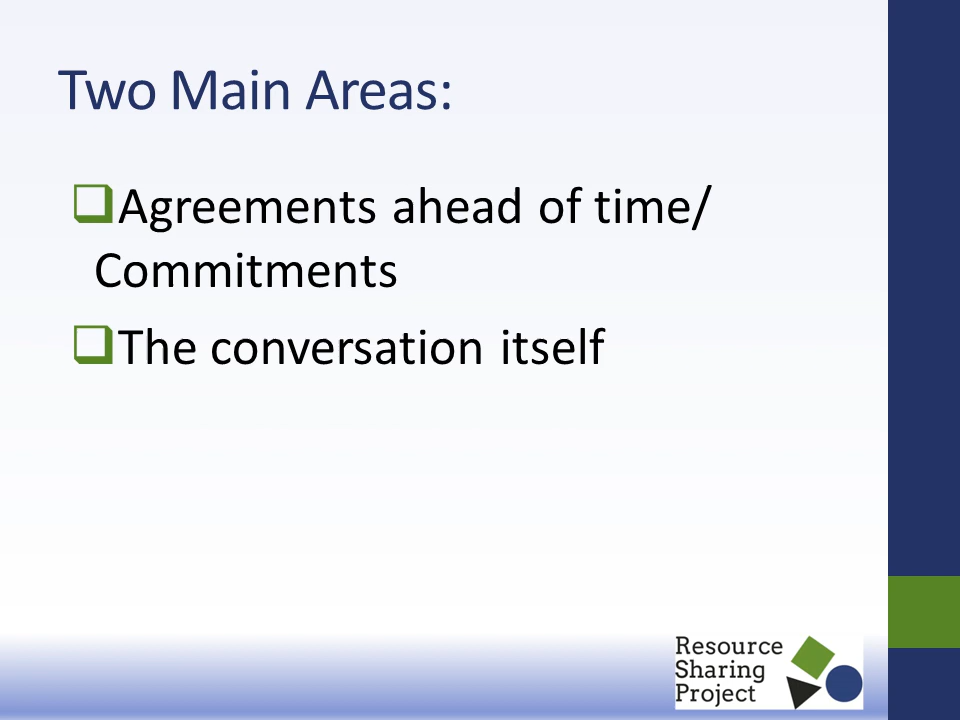 Two Main Areas:
Agreements ahead of time/
Commitments
The conversation itself
Resource
Sharing
Project